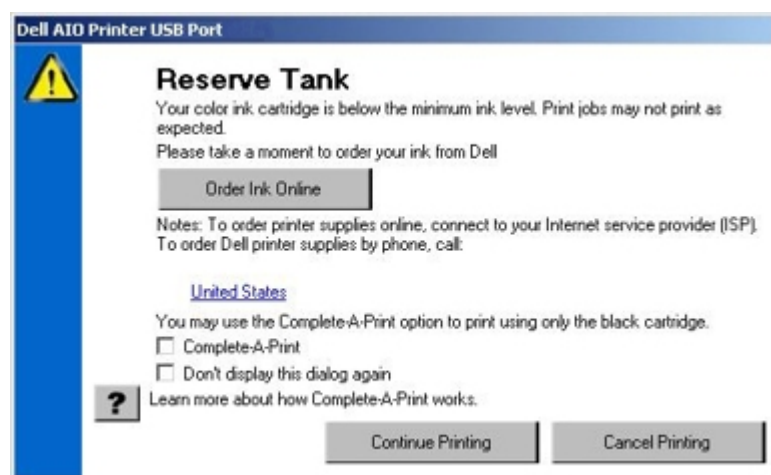 Dell AIO Printer USB Port
Reserve Tank
Your color ink cartridge is below the minimum ink level. Print jobs may not print as
expected.
Please take a moment to order your ink from Dell
Order Ink Online
Notes: To order printer supplies online, connect to your Internet service provider (ISP).
To order Dell printer supplies by phone, call:
United States
You may use the Complete-A-Print option to print using only the black cartridge.
Complete-A-Print
Don't display this dialog again
?
Learn more about how Complete-A-Print works.
Continue Printing
Cancel Printing